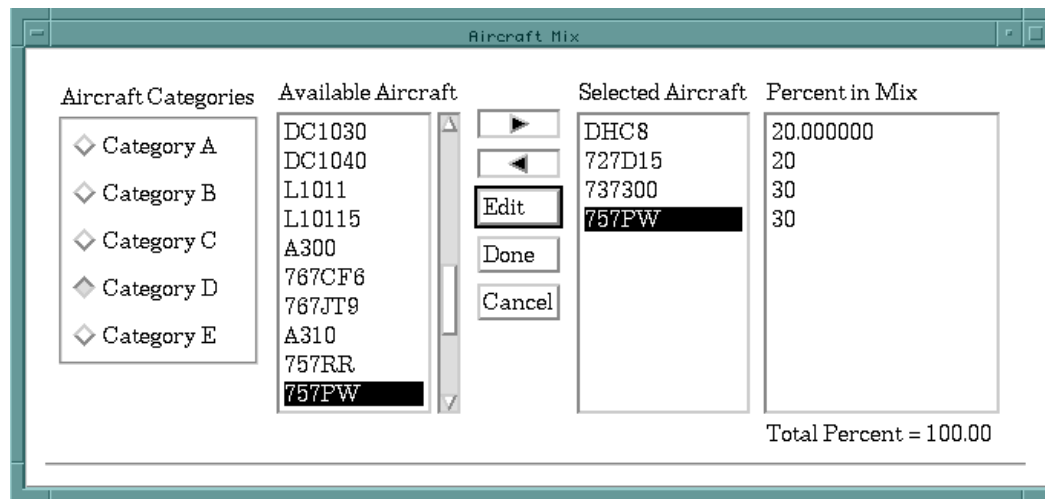 Aircraft Mix
Aircraft Categories
Category A
Category B
Category C
Category D
Category E
Available Aircraft
DC1030
DC1040
L1011
L10115
A300
767CF6
767JT9
A310
757RR
757PW
Edit
Done
Cancel
Selected Aircraft
DHC8
727D15
737300
757PW
Percent in Mix
20.000000
20
30
30
Total Percent = 100.00